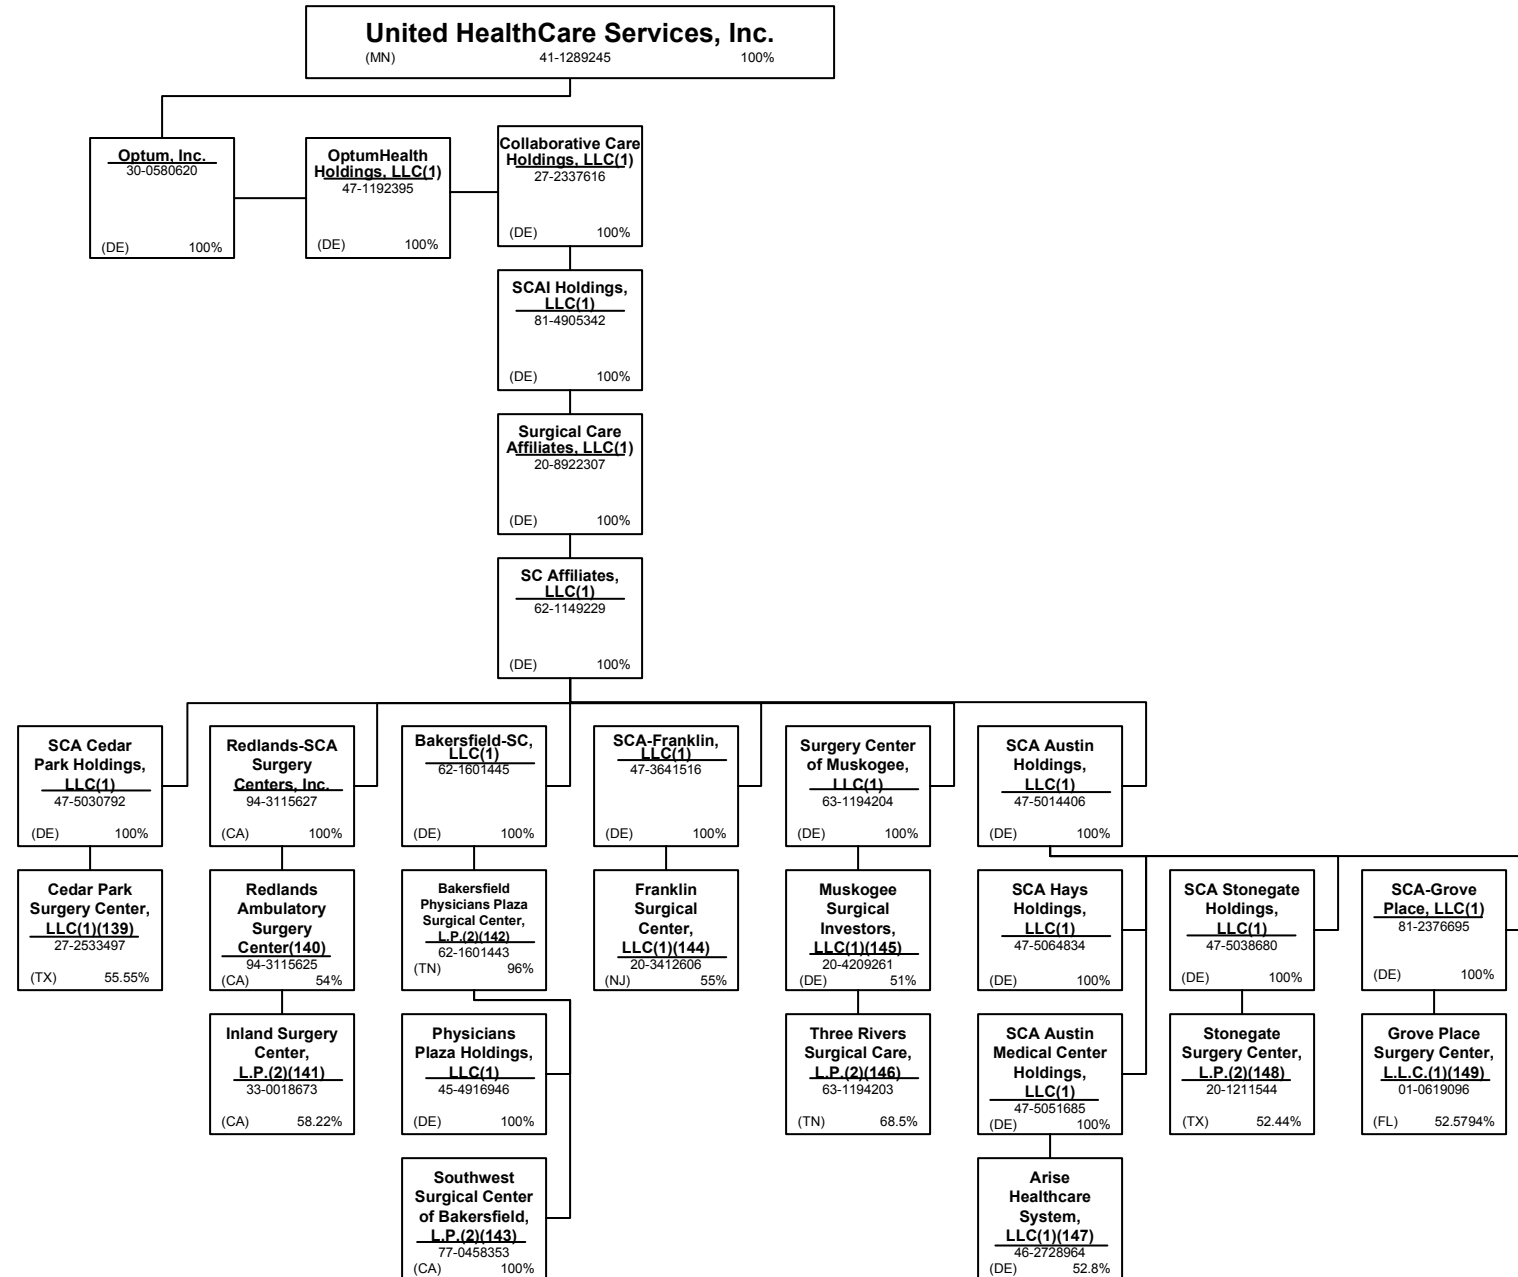 United HealthCare Services, Inc.
(MN) 41-1289245 100%
Optum, Inc.
30-0580620
(DE) 100%
OptumHealth
Holdings, LLC(1)
47-1192395
(DE) 100%
Collaborative Care
Holdings, LLC(1)
27-2337616
(DE) 100%
SCAI Holdings,
LLC(1)
81-4905342
(DE) 100%
Surgical Care
Affiliates, LLC(1)
20-8922307
(DE) 100%
SC Affiliates,
LLC(1)
62-1149229
(DE) 100%
SCA Cedar
Park Holdings,
LLC(1)
47-5030792
(DE) 100%
Redlands-SCA
Surgery
Centers, Inc.
94-3115627
(CA) 100%
Bakersfield-SC,
LLC(1)
62-1601445
(DE) 100%
SCA-Franklin,
LLC(1)
47-3641516
(DE) 100%
Surgery Center
of Muskogee,
LLC(1)
63-1194204
(DE) 100%
SCA Austin
Holdings,
LLC(1)
47-5014406
(DE) 100%
Cedar Park
Surgery Center,
LLC(1)(139)
27-2533497
(TX) 55.55%
Redlands
Ambulatory
Surgery
Center(140)
94-3115625
(CA) 54%
Bakersfield
Physicians Plaza
Surgical Center,
L.P.(2)(142)
62-1601443
(TN) 96%
Franklin
Surgical
Center,
LLC(1)(144)
20-3412606
(NJ) 55%
Muskogee
Surgical
Investors,
LLC(1)(145)
20-4209261
(DE) 51%
SCA Hays
Holdings,
LLC(1)
47-5064834
(DE) 100%
SCA Stonegate
Holdings,
LLC(1)
47-5038680
(DE) 100%
SCA-Grove
Place, LLC(1)
81-2376695
(DE) 100%
Inland Surgery
Center,
L.P.(2)(141)
33-0018673
(CA) 58.22%
Physicians
Plaza Holdings,
LLC(1)
45-4916946
(DE) 100%
Three Rivers
Surgical Care,
L.P.(2)(146)
63-1194203
(TN) 68.5%
SCA Austin
Medical Center
Holdings,
LLC(1)
47-5051685
(DE) 100%
Stonegate
Surgery Center,
L.P.(2)(148)
20-1211544
(TX) 52.44%
Grove Place
Surgery Center,
L.L.C.(1)(149)
01-0619096
(FL) 52.5794%
Southwest
Surgical Center
of Bakersfield,
L.P.(2)(143)
77-0458353
(CA) 100%
Arise
Healthcare
System,
LLC(1)(147)
46-2728964
(DE) 52.8%